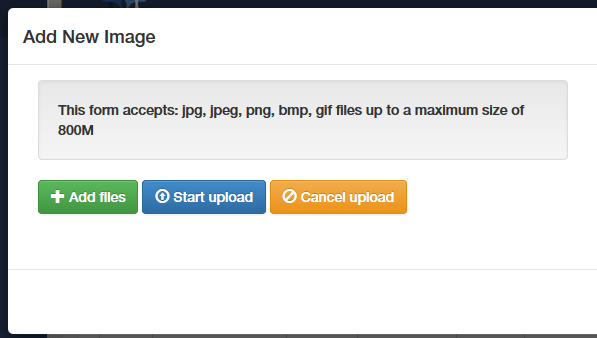 Add New Image
This form accepts: jpg, jpeg, png, bmp, gif files up to a maximum size of
800M
Add files
Start upload
Cancel upload